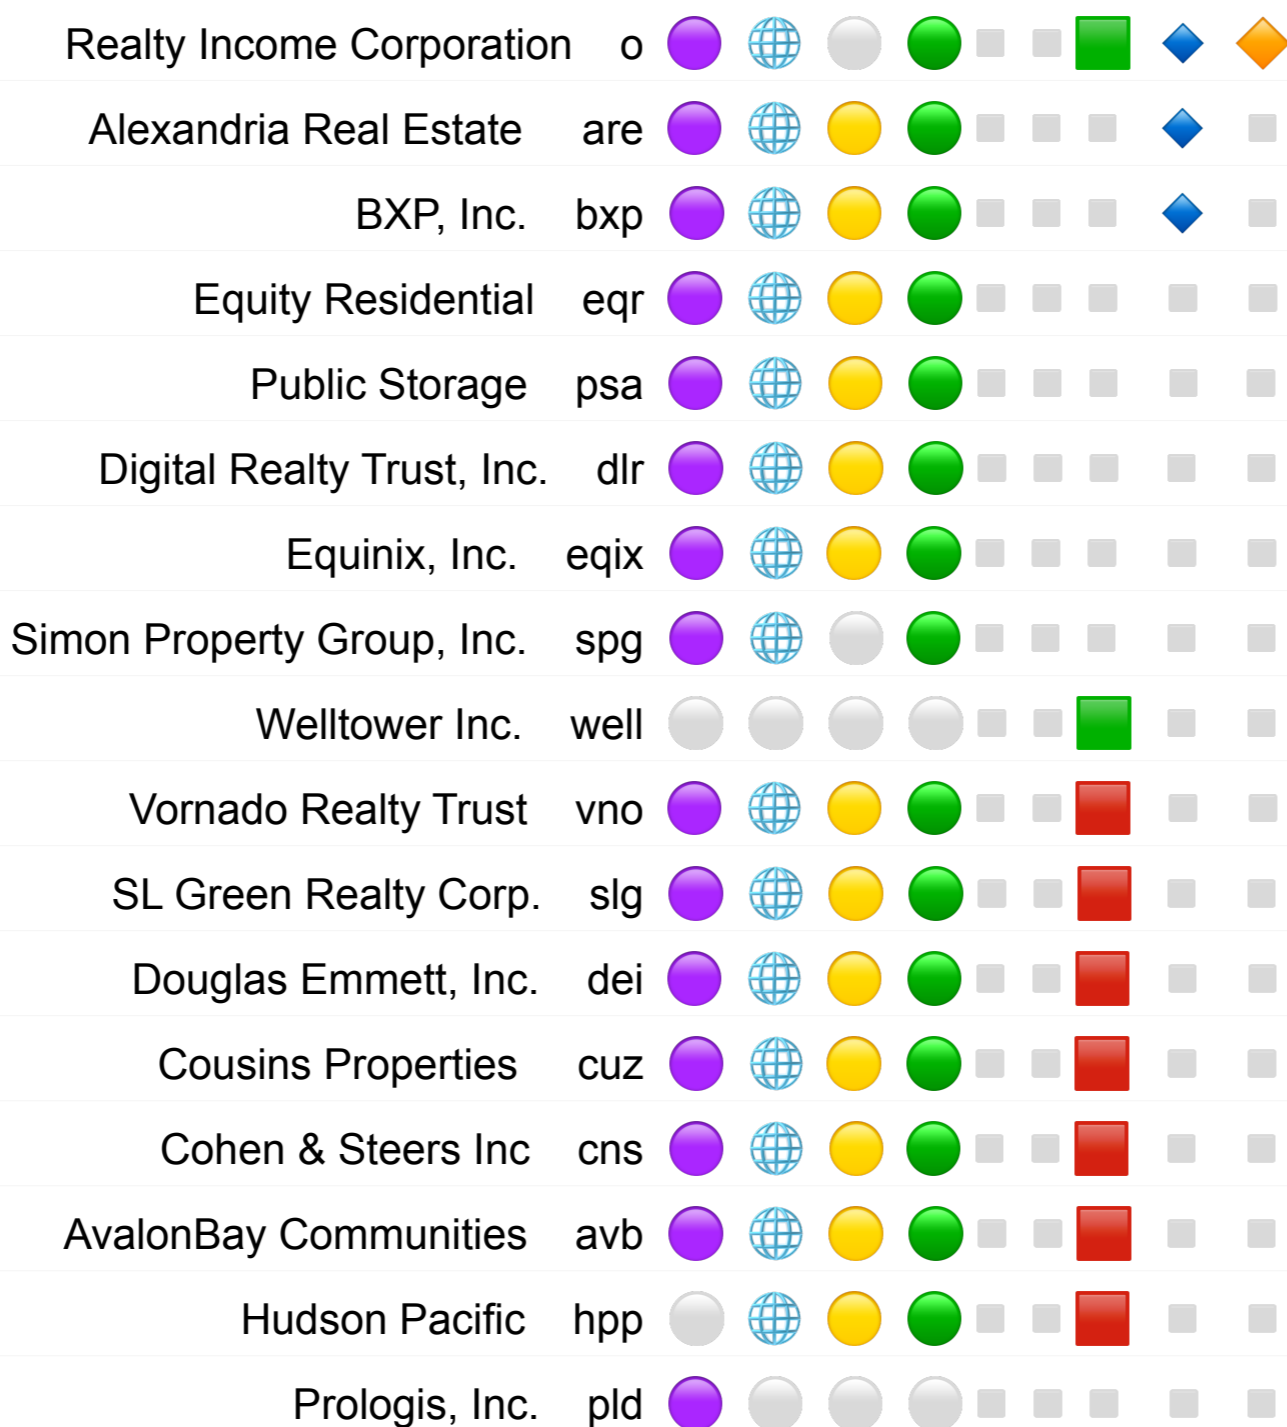 Realty Income Corporation o
Alexandria Real Estate are
BXP, Inc. bxp
Equity Residential eqr
Public Storage psa
Digital Realty Trust, Inc. dlr
Equinix, Inc. eqix
Simon Property Group, Inc. spg
Welltower Inc. well
Vornado Realty Trust vno
SL Green Realty Corp. slg
Douglas Emmett, Inc. dei
Cousins Properties cuz
Cohen & Steers Inc cns
AvalonBay Communities avb
Hudson Pacific hpp
Prologis, Inc. pld